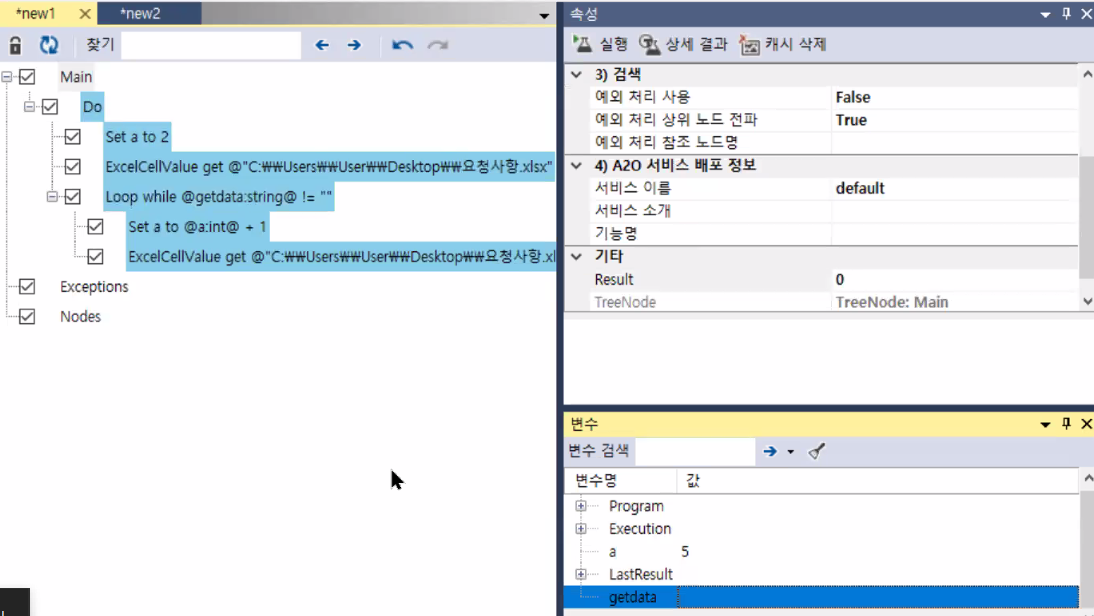 *new1
*new2
찾기
Main
Do
Set a to 2
ExcelCellValue get @"C:₩₩Users₩₩User₩₩Desktop₩₩요청사항.xlsx"
Loop while @getdata:string@ != ""
Set a to @a:int@ + 1
ExcelCellValue get @"C:₩₩Users₩₩User₩₩Desktop₩₩요청사항.xl
Exceptions
Nodes
속성
실행 상세 결과 캐시 삭제
3) 검색
예외 처리 사용 False
예외 처리 상위 노드 전파 True
예외 처리 참조 노드명
4) A2O 서비스 배포 정보
서비스 이름 default
서비스 소개
기능명
기타
Result 0
TreeNode TreeNode: Main
변수
변수 검색
변수명 값
Program
Execution
a 5
LastResult
getdata